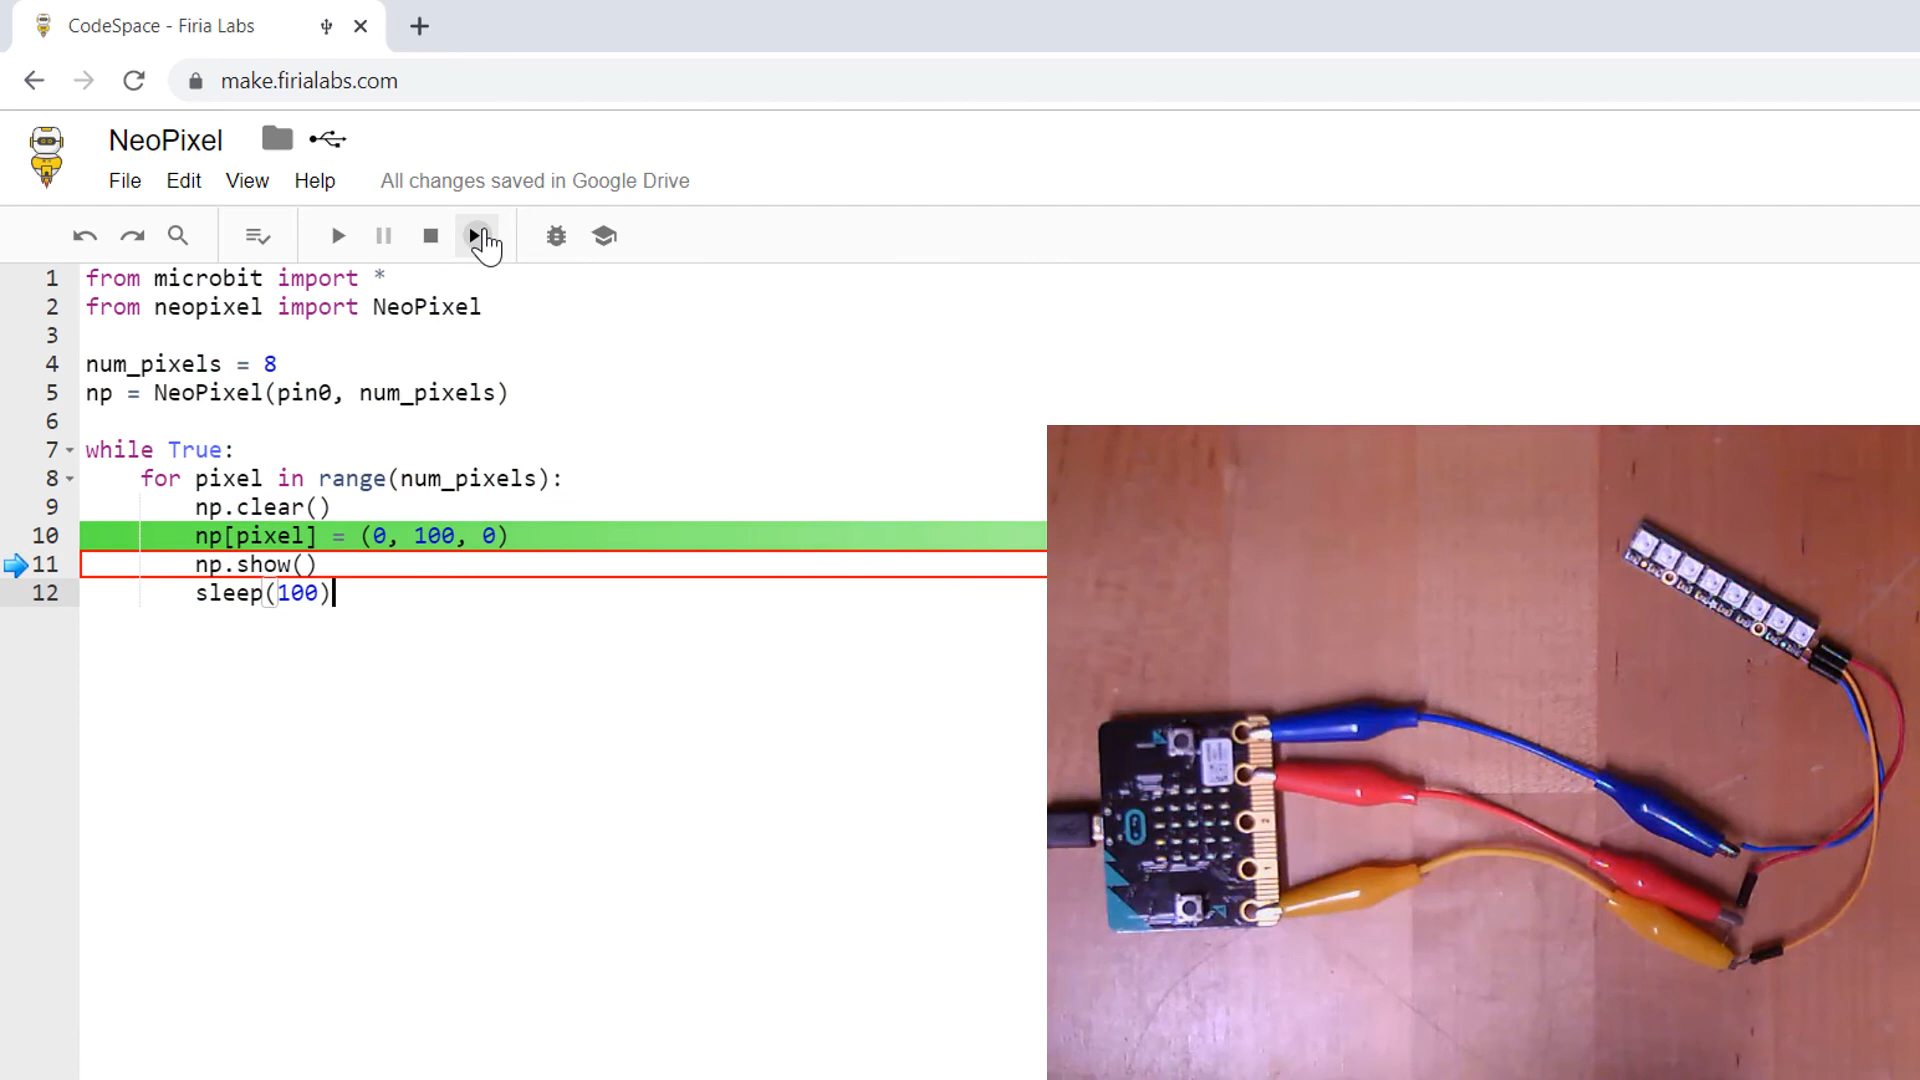 CodeSpace - Firia Labs
make.firialabs.com
NeoPixel
File Edit View Help All changes saved in Google Drive
1 from microbit import *
2 from neopixel import NeoPixel
3
4 num_pixels = 8
5 np = NeoPixel(pin0, num_pixels)
6
7 while True:
8 for pixel in range(num_pixels):
9 np.clear()
10 np[pixel] = (0, 100, 0)
11 np.show()
12 sleep(100)
2
1